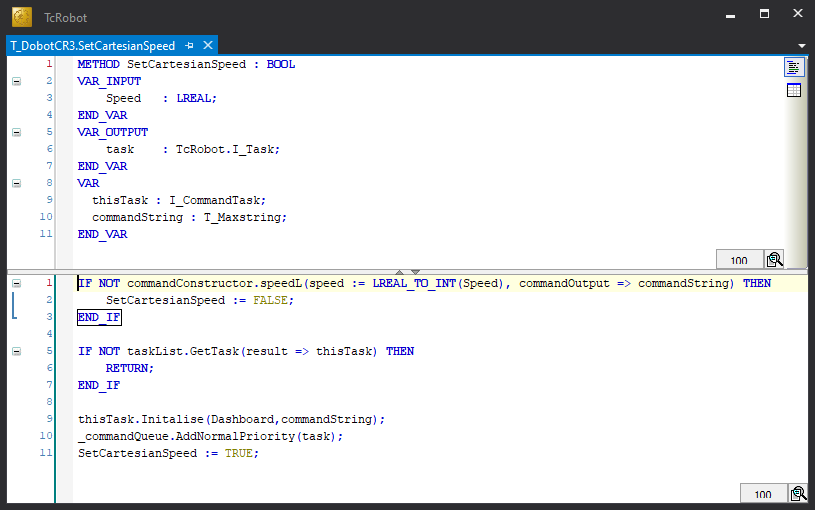 TcRobot
T_DobotCR3.SetCartesianSpeed
1 METHOD SetCartesianSpeed : BOOL
2 VAR_INPUT
3 Speed : LREAL;
4 END_VAR
5 VAR_OUTPUT
6 task : TcRobot.I_Task;
7 END_VAR
8 VAR
9 thisTask : I_CommandTask;
10 commandString : T_Maxstring;
11 END_VAR
100
1 IF NOT commandConstructor.speedL(speed := LREAL_TO_INT(Speed), commandOutput => commandString) THEN
2 SetCartesianSpeed := FALSE;
3 END_IF
4
5 IF NOT taskList.GetTask(result => thisTask) THEN
6 RETURN;
7 END_IF
8
9 thisTask.Initalise(Dashboard,commandString);
10 _commandQueue.AddNormalPriority(task);
11 SetCartesianSpeed := TRUE;
100